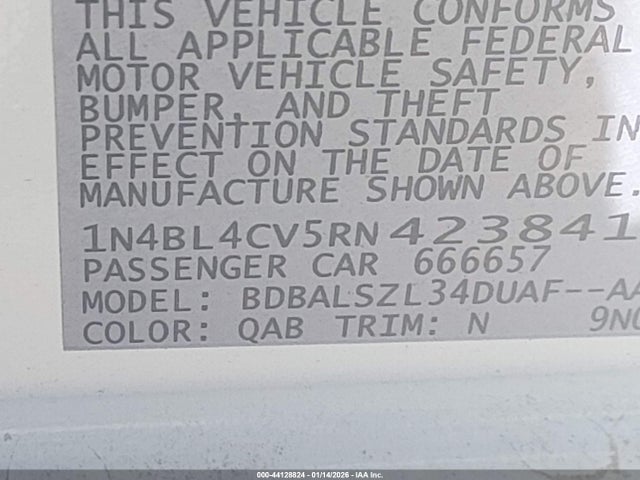 THIS VEHICLE CONFORMS
ALL APPLICABLE FEDERAL
MOTOR VEHICLE SAFETY,
BUMPER, AND THEFT
PREVENTION STANDARDS IN
EFFECT ON THE DATE OF
MANUFACTURE SHOWN ABOVE.
1N4BL4CV5RN423841
PASSENGER CAR 666657
MODEL: BDBALSZL34DUAF--AA
COLOR: QAB TRIM: N 9N
000-44128824 - 01/14/2026 - IAA Inc.